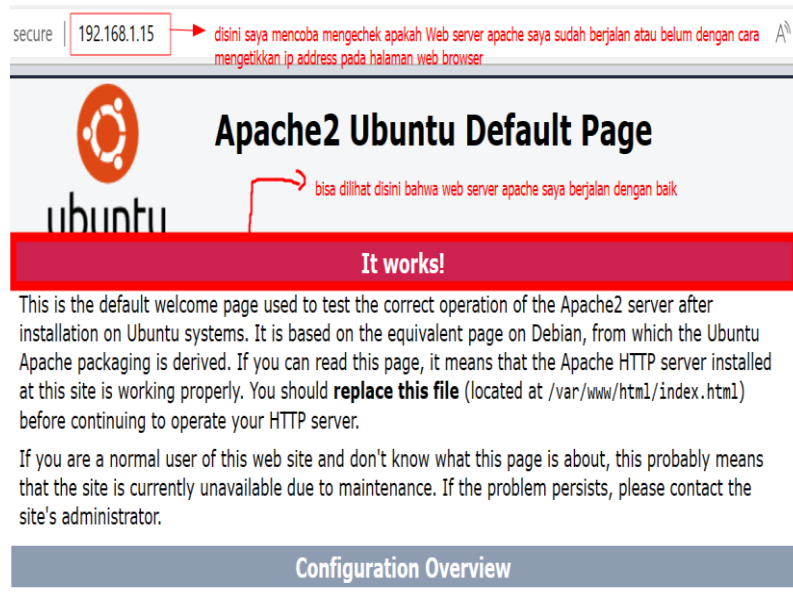 secure | 192.168.1.15 disini saya mencoba mengechek apakah Web server apache saya sudah berjalan atau belum dengan cara A
mengetikkan ip address pada halaman web browser
Apache2 Ubuntu Default Page
bisa dilihat disini bahwa web server apache saya berjalan dengan baik
ubuntu
It works!
This is the default welcome page used to test the correct operation of the Apache2 server after
installation on Ubuntu systems. It is based on the equivalent page on Debian, from which the Ubuntu
Apache packaging is derived. If you can read this page, it means that the Apache HTTP server installed
at this site is working properly. You should replace this file (located at /var/www/html/index.html)
before continuing to operate your HTTP server.
If you are a normal user of this web site and don't know what this page is about, this probably means
that the site is currently unavailable due to maintenance. If the problem persists, please contact the
site's administrator.
Configuration Overview